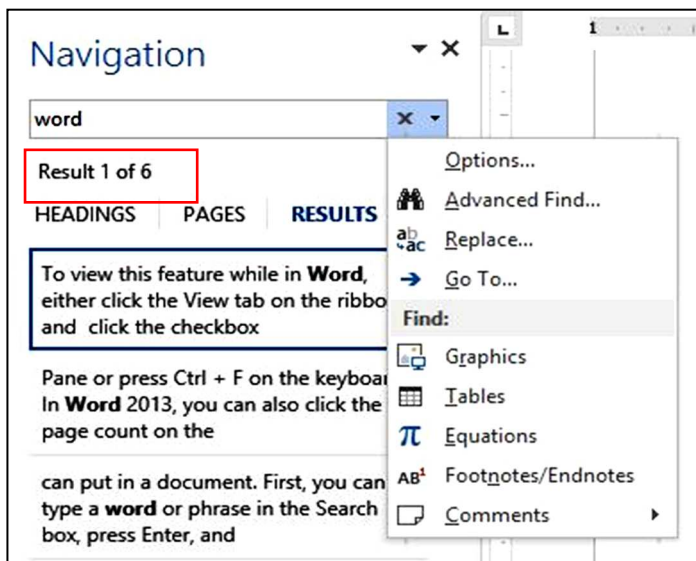 Navigation
word
Result 1 of 6
HEADINGS PAGES RESULTS
To view this feature while in Word,
either click the View tab on the ribbo
and click the checkbox
Pane or press Ctrl + F on the keyboar
In Word 2013, you can also click the
page count on the
can put in a document. First, you can
type a word or phrase in the Search
box, press Enter, and
Options...
Advanced Find...
Replace...
Go To...
Find:
Graphics
Tables
Equations
Footnotes/Endnotes
Comments
L
1